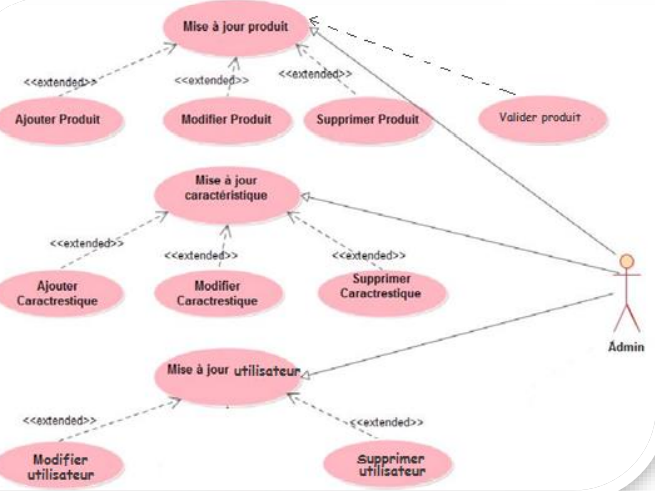 Mise à jour produit
<<extended>>
<<extended>>
<<extended>>
Ajouter Produit
Modifier Produit
Supprimer Produit
Valider produit
Mise à jour
caractéristique
<<extended>>
<<extended>>
<<extended>>
Ajouter
Caractrestique
Modifier
Caractrestique
Supprimer
Caractrestique
Admin
Mise à jour utilisateur
<<extended>>
<<extended>>
Modifier
utilisateur
Supprimer
utilisateur